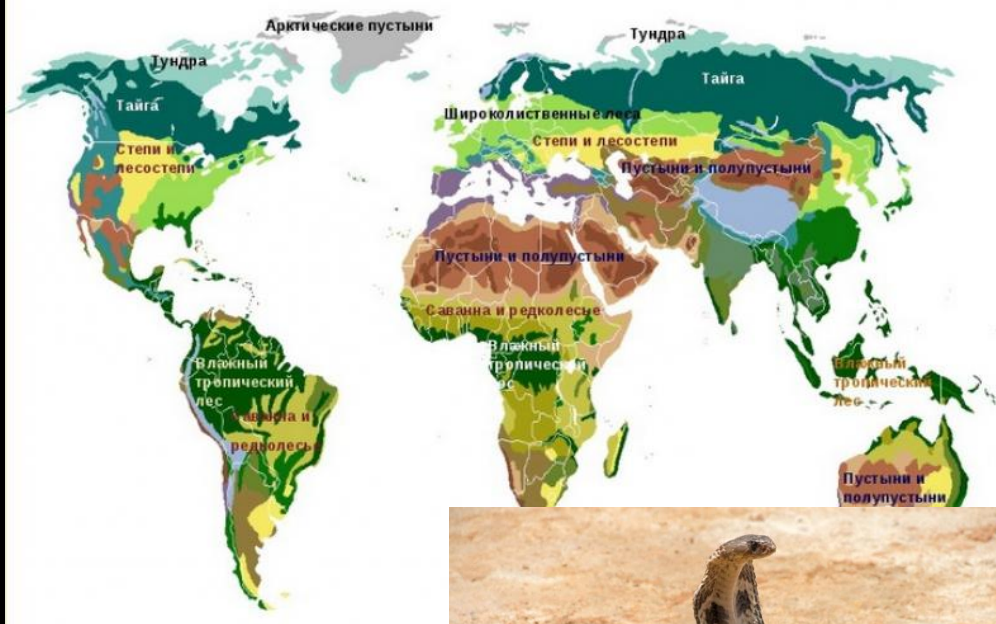 Арктические пустыни
Тундра
Тундра
Тайга
Тайга
Широколиственные леса
Степи и
лесостепи
Степи и лесостепи
Пустыни и полупустыни
Пустыни и полупустыни
Саванна и редколесье
Влажный
тропический
лес
Влажный
тропический
Влажный
тропический
лес
Саванна и
редколесье
Пустыни и
полупустыни